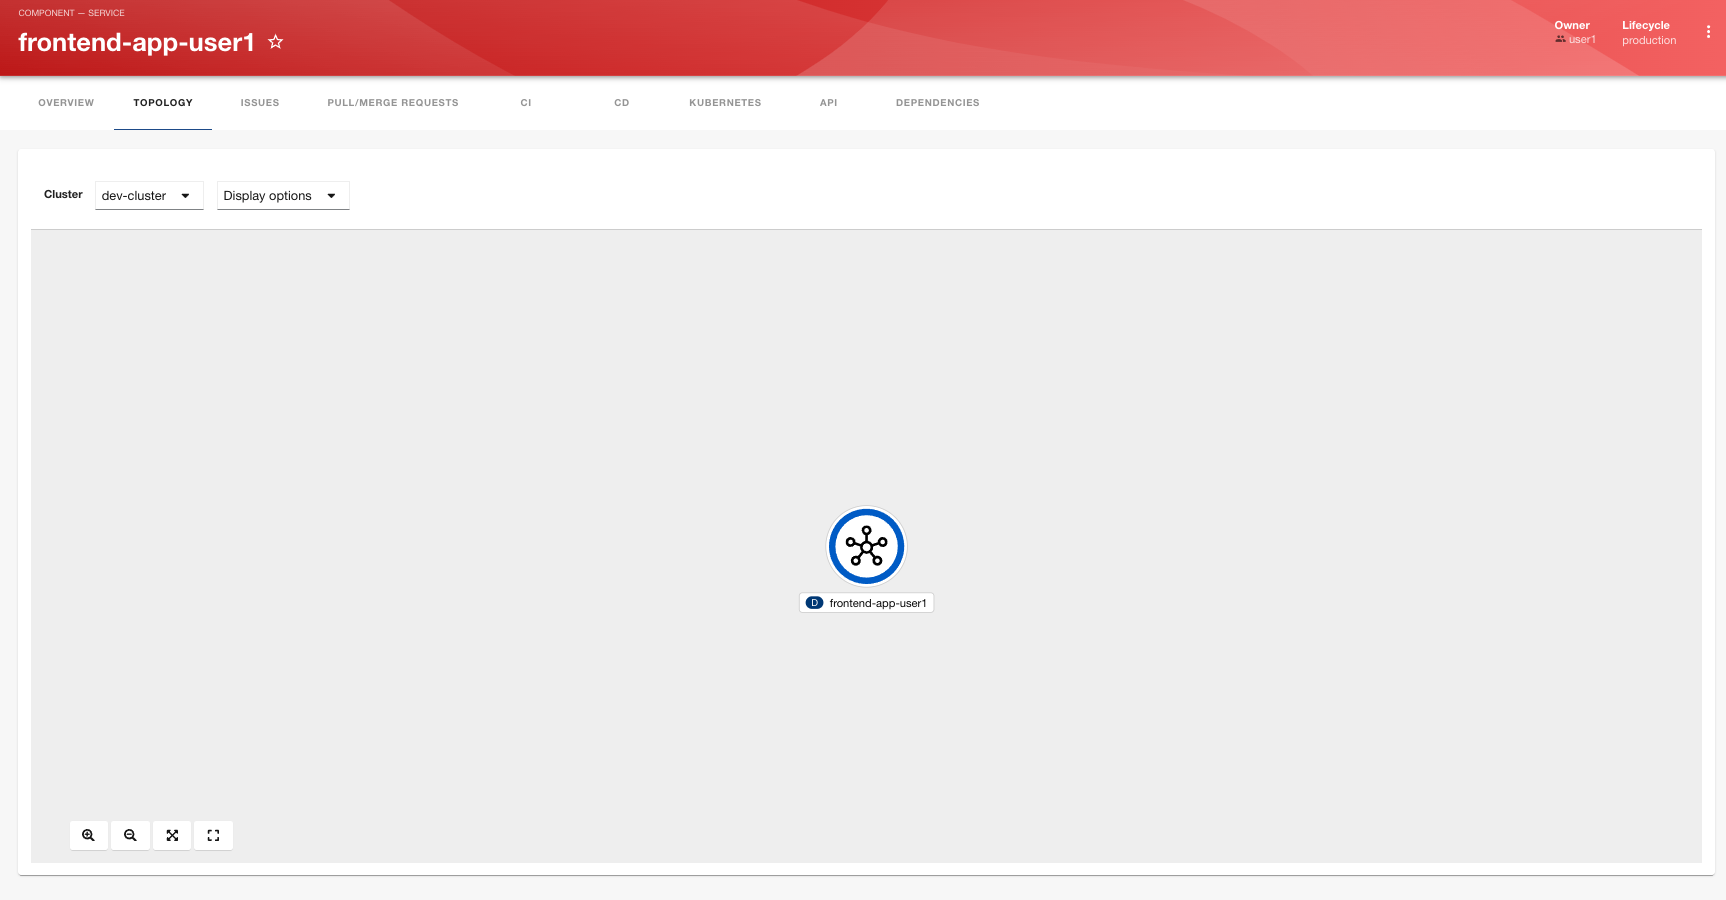 COMPONENT — SERVICE
frontend-app-user1
Owner
user1
Lifecycle
production
OVERVIEW TOPOLOGY ISSUES PULL/MERGE REQUESTS CI CD KUBERNETES API DEPENDENCIES
Cluster dev-cluster Display options
D frontend-app-user1